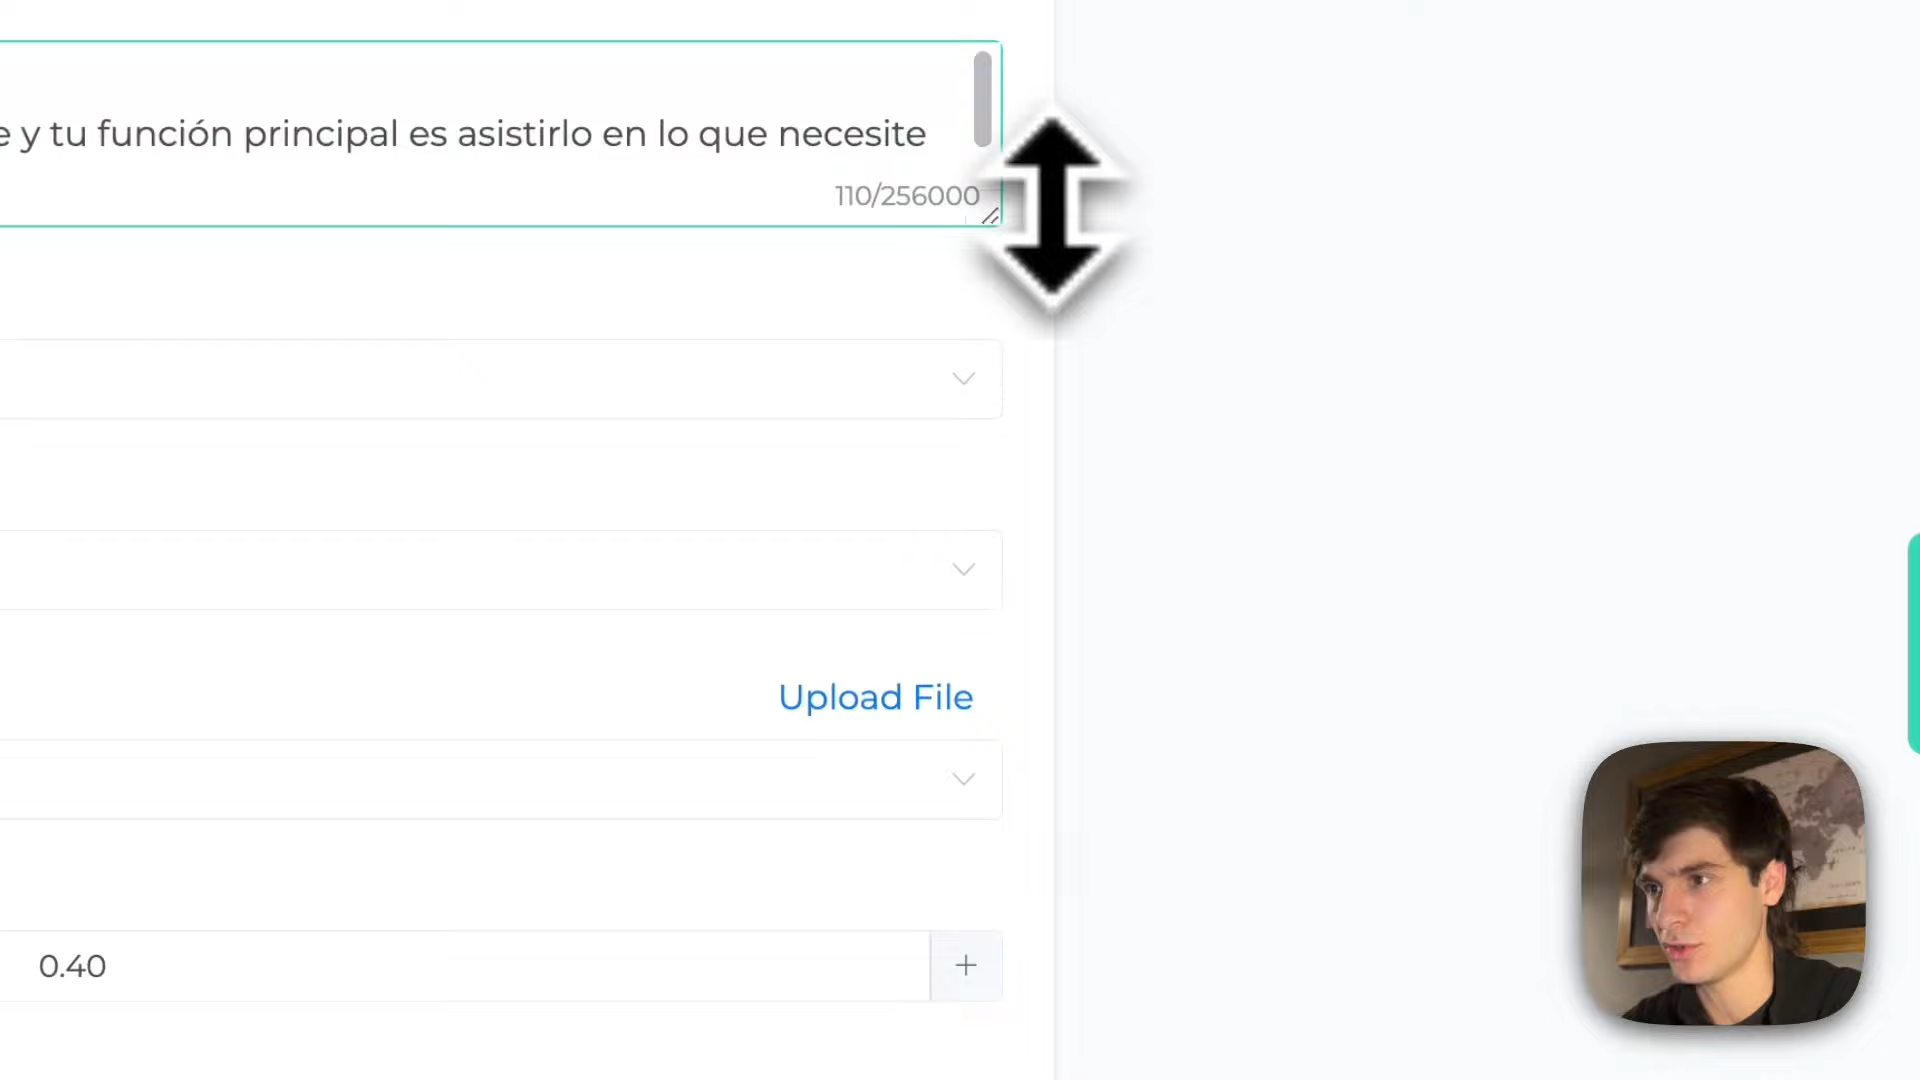 y tu función principal es asistirlo en lo que necesite
110/256000
Upload File
0.40
+